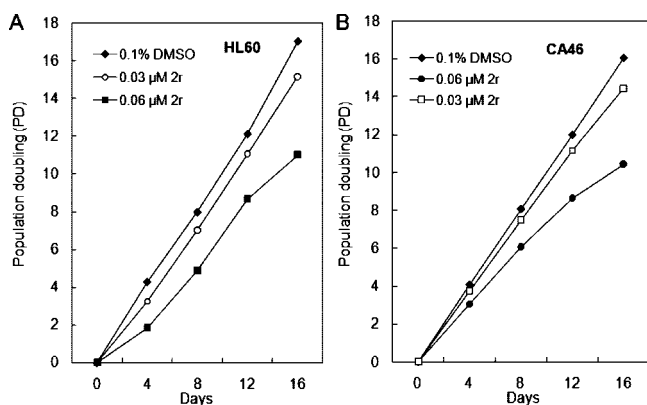 A
HL60
0.1% DMSO
0.03 µM 2r
0.06 µM 2r
Population doubling (PD)
18
16
14
12
10
8
6
4
2
0
0 4 8 12 16
Days
B
CA46
0.1% DMSO
0.06 µM 2r
0.03 µM 2r
Population doubling (PD)
18
16
14
12
10
8
6
4
2
0
0 4 8 12 16
Days